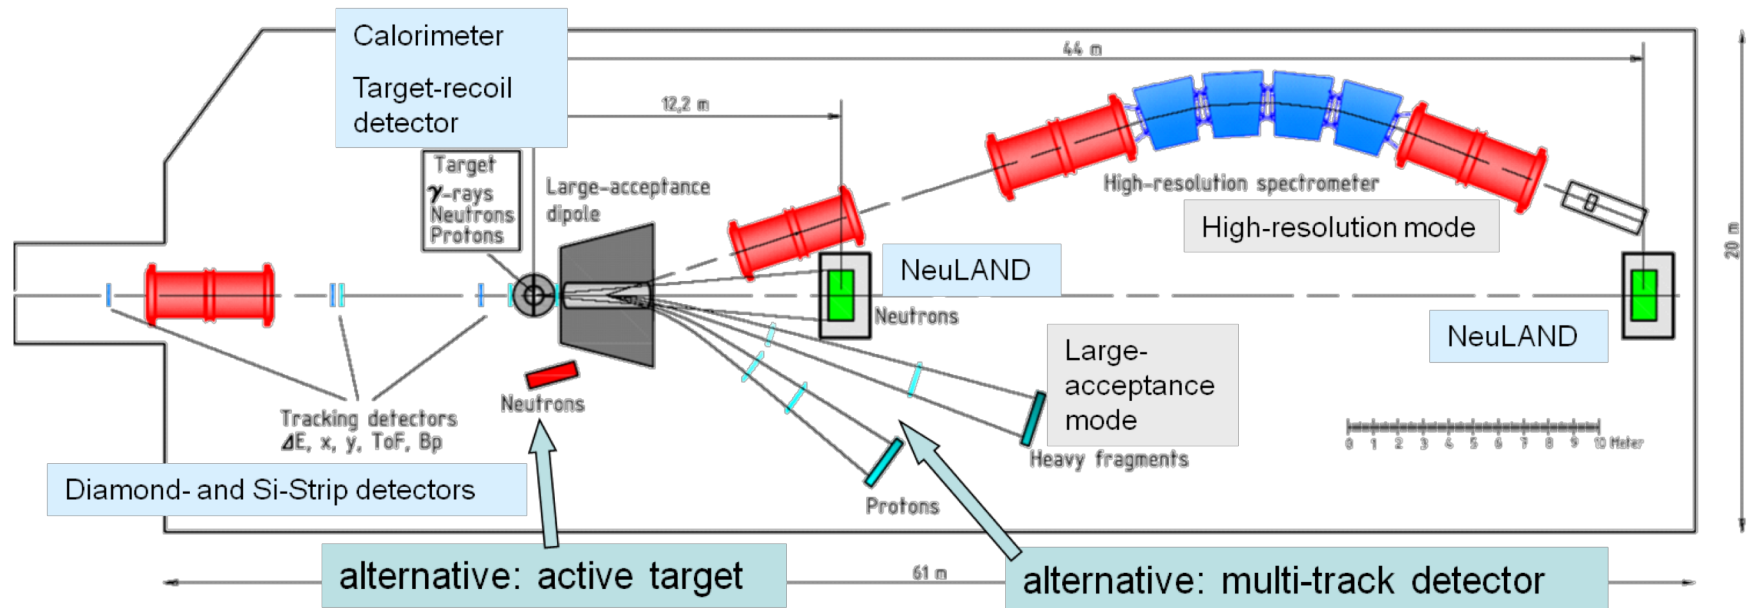 Calorimeter
Target-recoil
detector
44 m
12,2 m
Target
γ-rays
Neutrons
Protons
Large-acceptance
dipole
High-resolution spectrometer
High-resolution mode
20 m
NeuLAND
Neutrons
NeuLAND
Large-
acceptance
mode
Neutrons
Tracking detectors
ΔE, x, y, ToF, Bρ
0 1 2 3 4 5 6 7 8 9 10 Meter
Heavy fragments
Diamond- and Si-Strip detectors
Protons
alternative: active target
61 m
alternative: multi-track detector